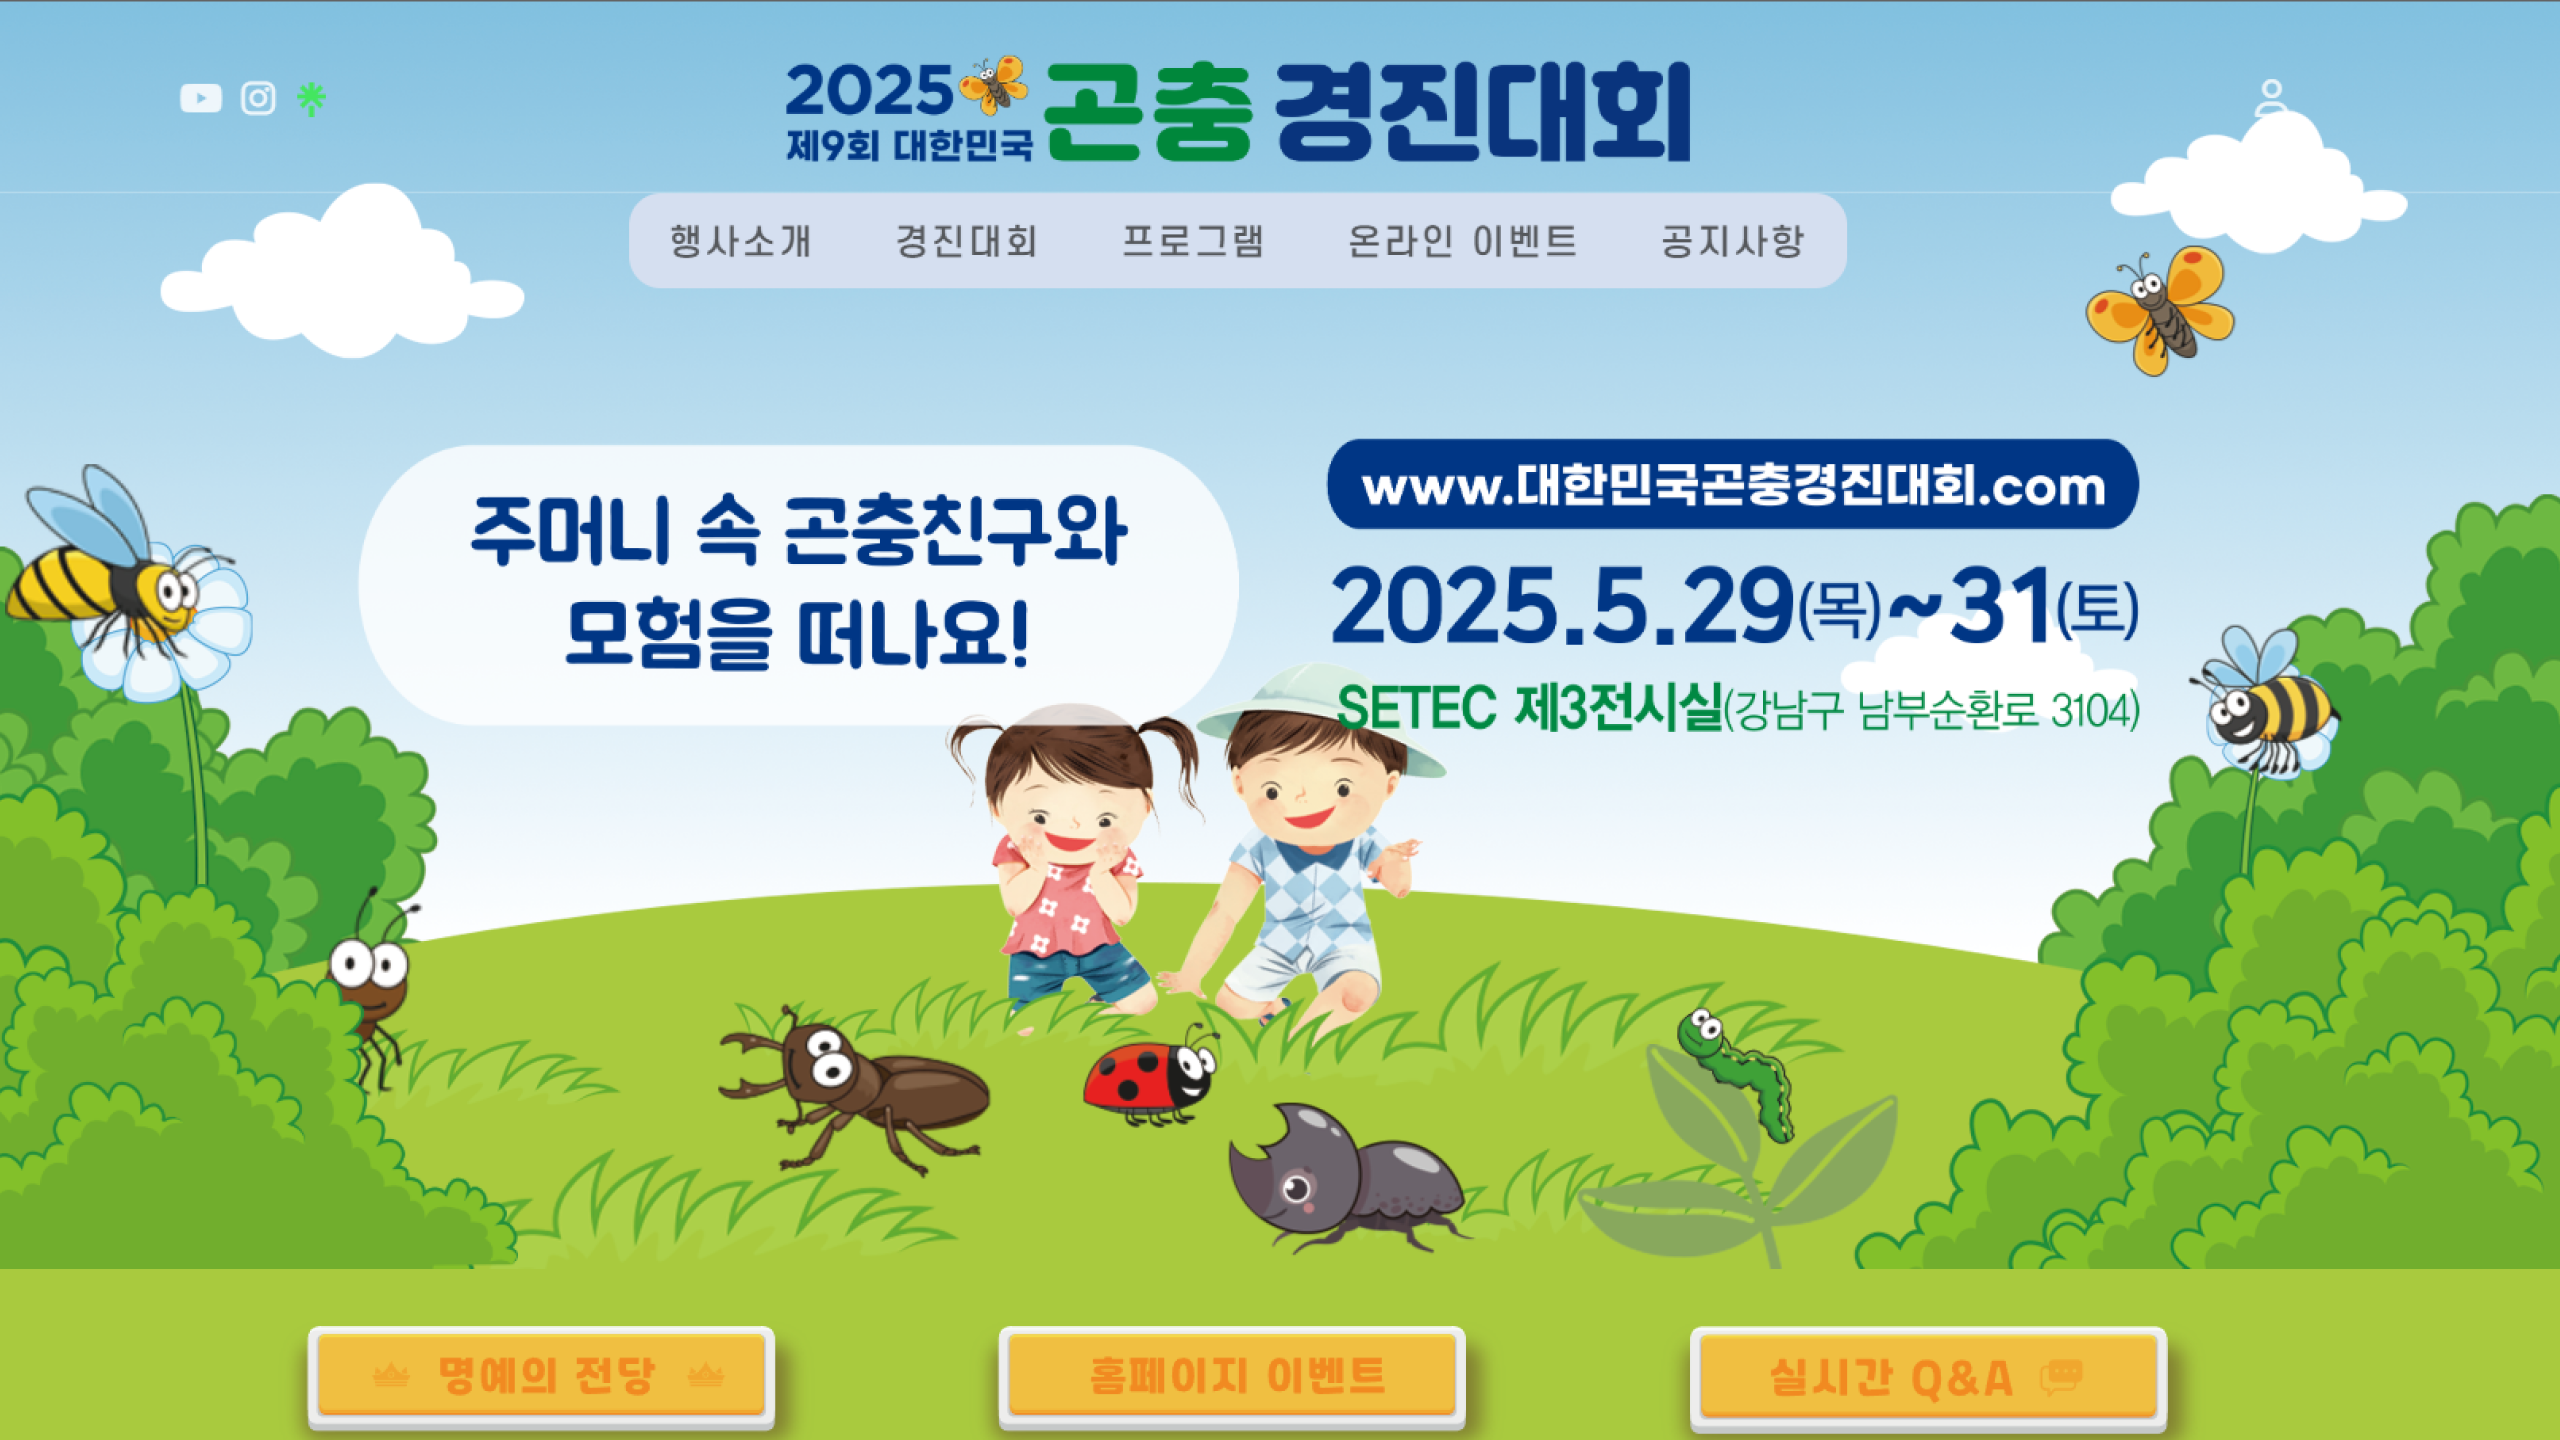 2025
제9회 대한민국
곤충 경진대회
행사소개 경진대회 프로그램 온라인 이벤트 공지사항
주머니 속 곤충친구와
모험을 떠나요!
www.대한민국곤충경진대회.com
2025.5.29(목)~31(토)
SETEC 제3전시실(강남구 남부순환로 3104)
명예의 전당 홈페이지 이벤트 실시간 Q&A